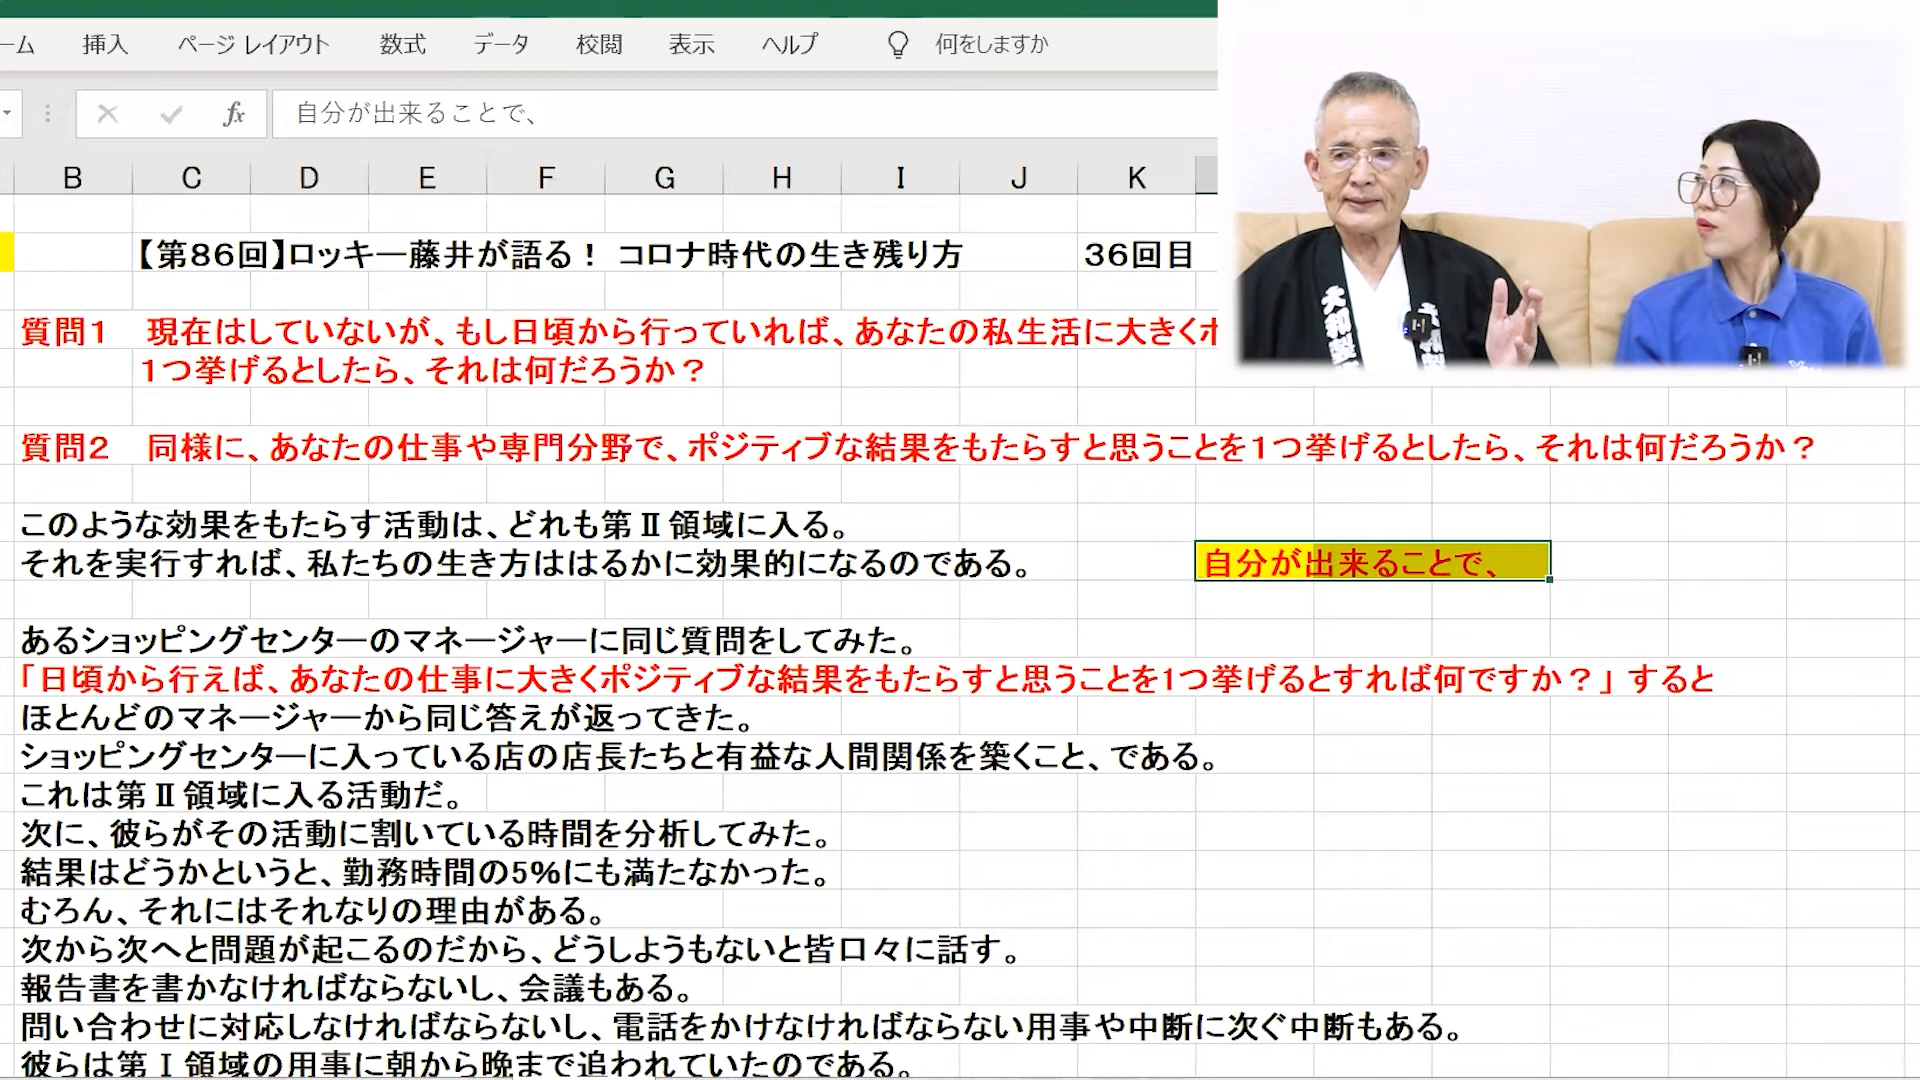 ーム 挿入 ページ レイアウト 数式 データ 校閲 表示 ヘルプ 何をしますか
fx 自分が出来ることで、
B C D E F G H I J K
【第86回】ロッキー藤井が語る！ コロナ時代の生き残り方 36回目
質問１ 現在はしていないが、もし日頃から行っていれば、あなたの私生活に大きくポ
１つ挙げるとしたら、それは何だろうか？
質問２ 同様に、あなたの仕事や専門分野で、ポジティブな結果をもたらすと思うことを１つ挙げるとしたら、それは何だろうか？
このような効果をもたらす活動は、どれも第Ⅱ領域に入る。
それを実行すれば、私たちの生き方ははるかに効果的になるのである。 自分が出来ることで、
あるショッピングセンターのマネージャーに同じ質問をしてみた。
「日頃から行えば、あなたの仕事に大きくポジティブな結果をもたらすと思うことを1つ挙げるとすれば何ですか？」 すると
ほとんどのマネージャーから同じ答えが返ってきた。
ショッピングセンターに入っている店の店長たちと有益な人間関係を築くこと、である。
これは第Ⅱ領域に入る活動だ。
次に、彼らがその活動に割いている時間を分析してみた。
結果はどうかというと、勤務時間の5%にも満たなかった。
むろん、それにはそれなりの理由がある。
次から次へと問題が起こるのだから、どうしようもないと皆口々に話す。
報告書を書かなければならないし、会議もある。
問い合わせに対応しなければならないし、電話をかけなければならない用事や中断に次ぐ中断もある。
彼らは第Ⅰ領域の用事に朝から晩まで追われていたのである。